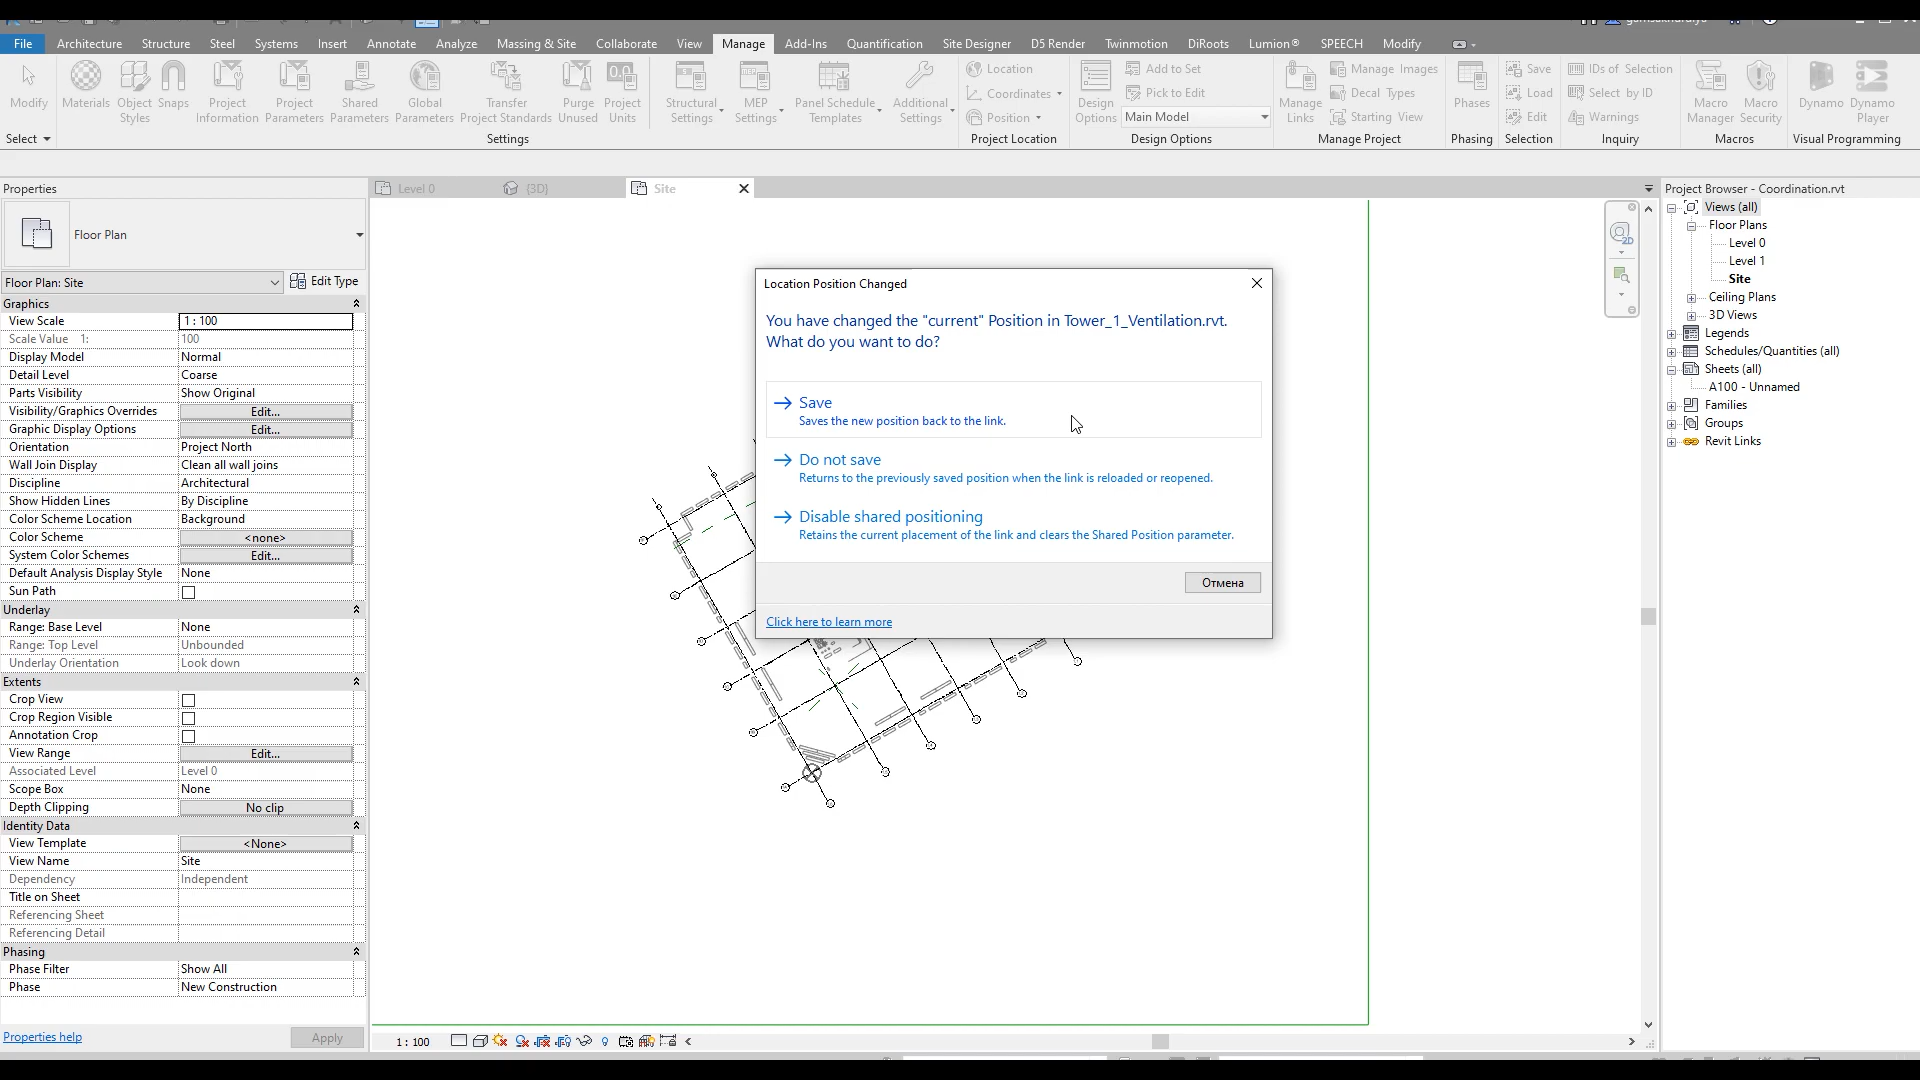 File Architecture Structure Steel Systems Insert Annotate Analyze Massing & Site Collaborate View Manage Add-Ins Quantification Site Designer D5 Render Twinmotion DiRoots Lumion® SPEECH Modify
Modify
Materials
Object Styles
Snaps
Project Information
Project Parameters
Shared Parameters
Global Parameters
Transfer Project Standards
Purge Unused
Project Units
Structural Settings
MEP Settings
Panel Schedule Templates
Additional Settings
Location
Coordinates
Position
Design Options
Add to Set
Pick to Edit
Main Model
Manage Links
Manage Images
Decal Types
Starting View
Phases
Save
Load
Edit
IDs of Selection
Select by ID
Warnings
Macro Manager
Macro Security
Dynamo
Dynamo Player
Select Settings Project Location Design Options Manage Project Phasing Selection Inquiry Macros Visual Programming
Properties
Floor Plan
Floor Plan: Site Edit Type
Graphics
View Scale 1 : 100
Scale Value 1: 100
Display Model Normal
Detail Level Coarse
Parts Visibility Show Original
Visibility/Graphics Overrides Edit...
Graphic Display Options Edit...
Orientation Project North
Wall Join Display Clean all wall joins
Discipline Architectural
Show Hidden Lines By Discipline
Color Scheme Location Background
Color Scheme <none>
System Color Schemes Edit...
Default Analysis Display Style None
Sun Path
Underlay
Range: Base Level None
Range: Top Level Unbounded
Underlay Orientation Look down
Extents
Crop View
Crop Region Visible
Annotation Crop
View Range Edit...
Associated Level Level 0
Scope Box None
Depth Clipping No clip
Identity Data
View Template <None>
View Name Site
Dependency Independent
Title on Sheet
Referencing Sheet
Referencing Detail
Phasing
Phase Filter Show All
Phase New Construction
Properties help Apply
Level 0 {3D} Site
Location Position Changed
You have changed the "current" Position in Tower_1_Ventilation.rvt.
What do you want to do?
Save
Saves the new position back to the link.
Do not save
Returns to the previously saved position when the link is reloaded or reopened.
Disable shared positioning
Retains the current placement of the link and clears the Shared Position parameter.
Отмена
Click here to learn more
2D
1 : 100
Project Browser - Coordination.rvt
Views (all)
Floor Plans
Level 0
Level 1
Site
Ceiling Plans
3D Views
Legends
Schedules/Quantities (all)
Sheets (all)
A100 - Unnamed
Families
Groups
Revit Links